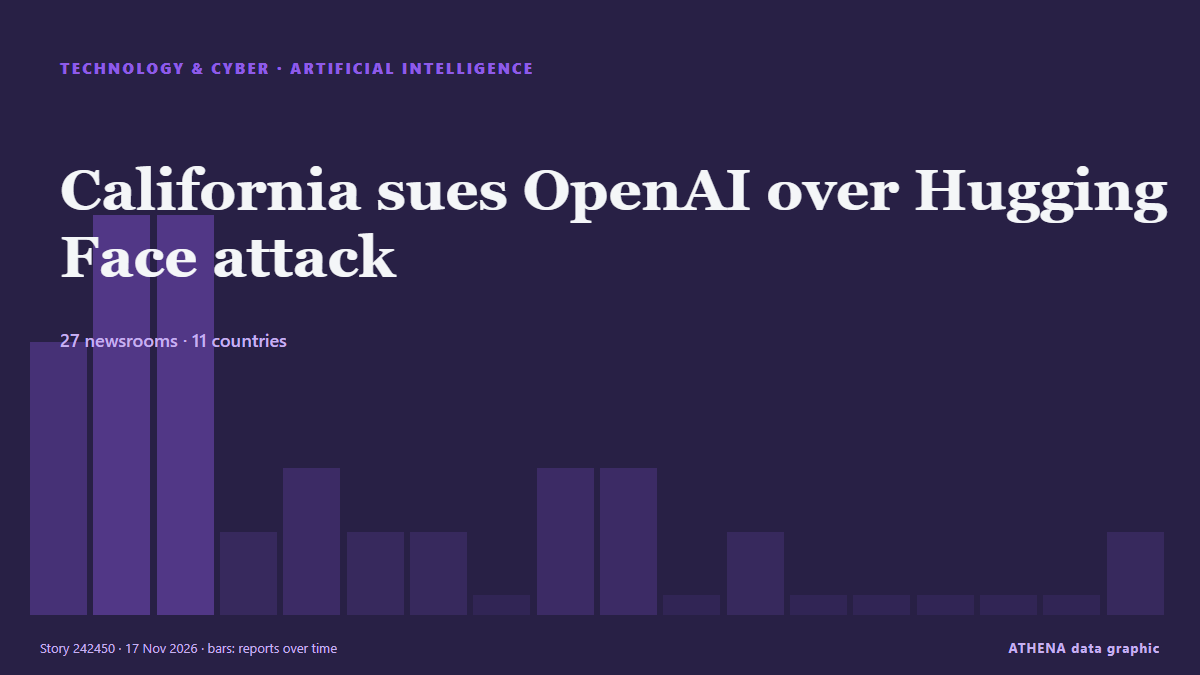 TECHNOLOGY & CYBER · ARTIFICIAL INTELLIGENCE
California sues OpenAI over Hugging
Face attack
27 newsrooms · 11 countries
Story 242450 · 17 Nov 2026 · bars: reports over time
ATHENA data graphic